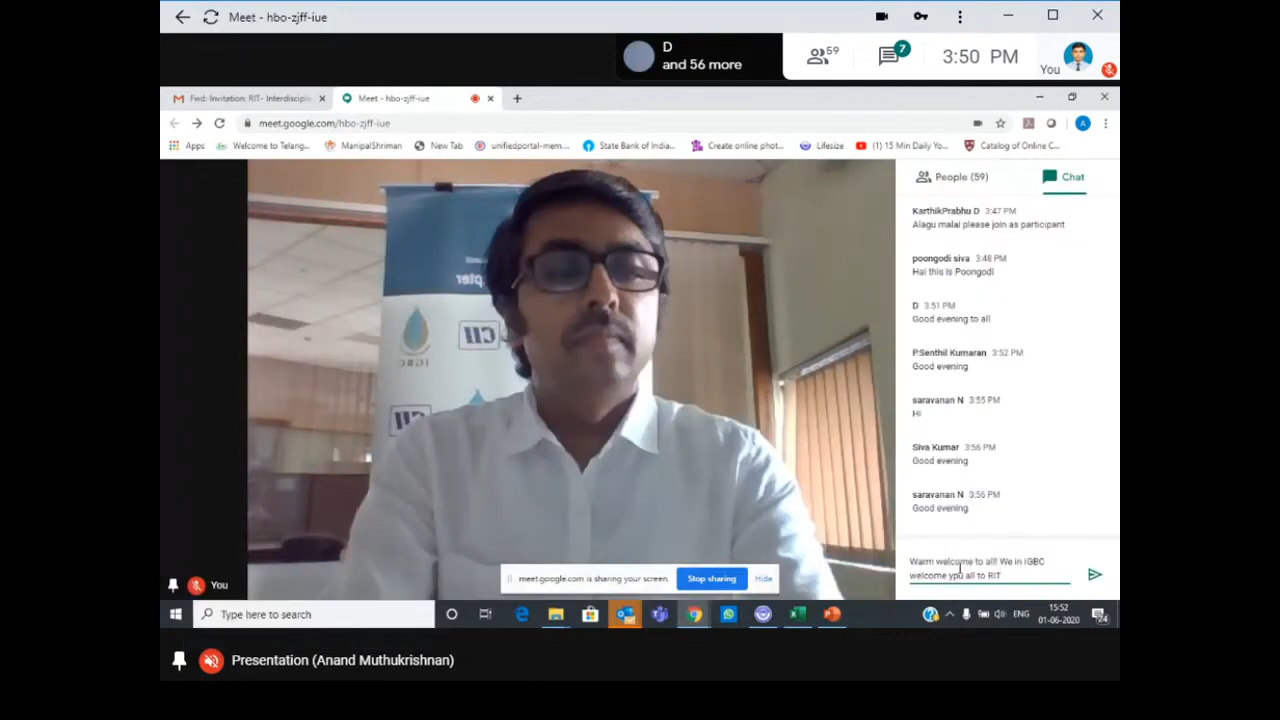 Meet - hbo-zjff-iue
D
and 56 more
59
7
3:50 PM
You
Fwd: Invitation: RIT- Interdiscipli
Meet - hbo-zjff-iue
meet.google.com/hbo-zjff-iue
A
Apps
Welcome to Telang...
ManipalShriman
New Tab
unifiedportal-mem...
State Bank of India...
Create online phot...
Lifesize
(1) 15 Min Daily Yo...
Catalog of Online C...
People (59)
Chat
KarthikPrabhu D 3:47 PM
Alagu malai please join as participant
poongodi siva 3:48 PM
Hai this is Poongodi
D 3:51 PM
Good evening to all
P.Senthil Kumaran 3:52 PM
Good evening
saravanan N 3:55 PM
Hi
Siva Kumar 3:56 PM
Good evening
saravanan N 3:56 PM
Good evening
Warm welcome to all! We in IGBC
welcome ypu all to RIT
pter
CII
IGBC
CII
You
meet.google.com is sharing your screen.
Stop sharing
Hide
Type here to search
ENG
15:52
01-06-2020
24
Presentation (Anand Muthukrishnan)